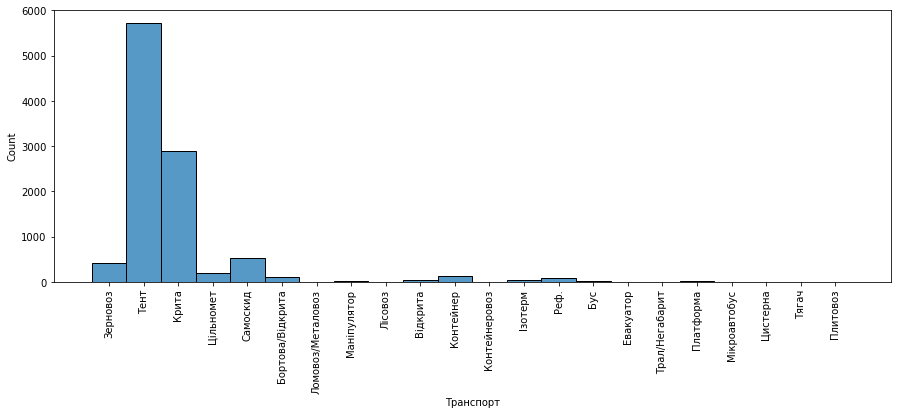 6000
5000
4000
3000
2000
1000
0
Count
Зерновоз
Тент
Крита
Цільномет
Самоскид
Бортова/Відкрита
Ломовоз/Металовоз
Маніпулятор
Лісовоз
Відкрита
Контейнер
Контейнеровоз
Ізотерм
Реф.
Бус
Евакуатор
Трал/Негабарит
Платформа
Мікроавтобус
Цистерна
Тягач
Плитовоз
Транспорт